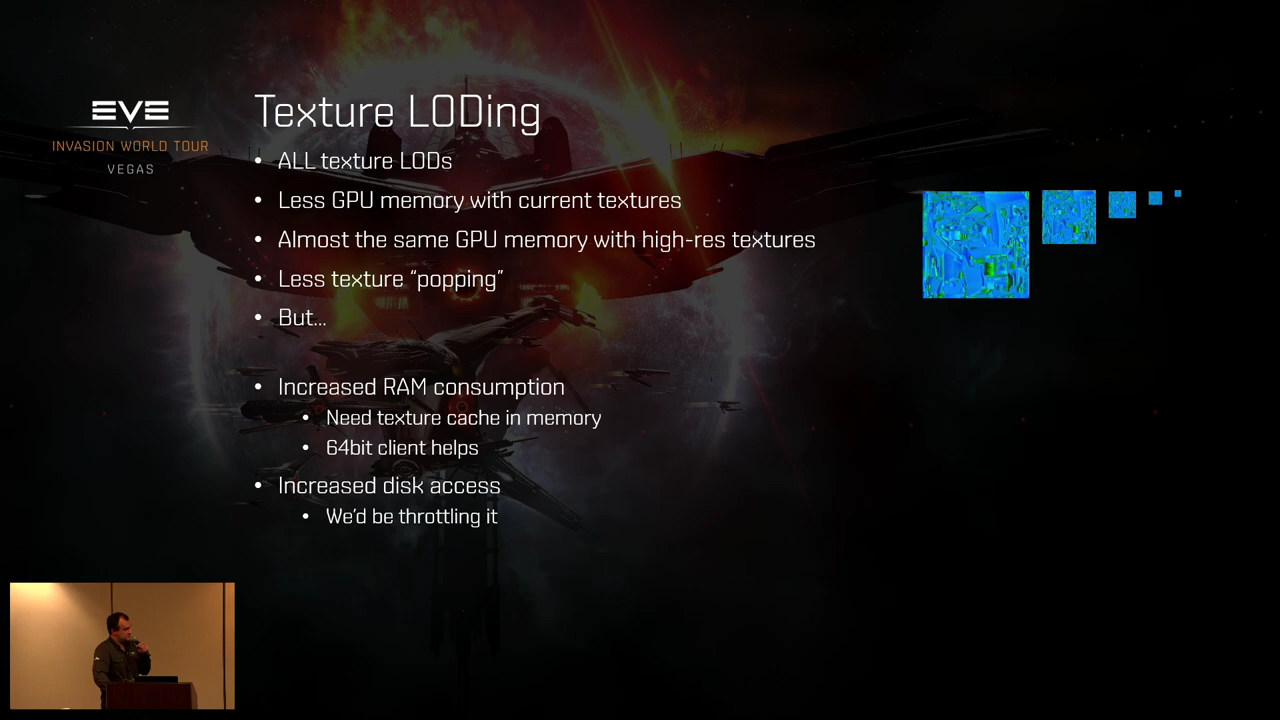 EVE
INVASION WORLD TOUR
VEGAS
Texture LODing
• ALL texture LODs
• Less GPU memory with current textures
• Almost the same GPU memory with high-res textures
• Less texture “popping”
• But...
• Increased RAM consumption
• Need texture cache in memory
• 64bit client helps
• Increased disk access
• We’d be throttling it